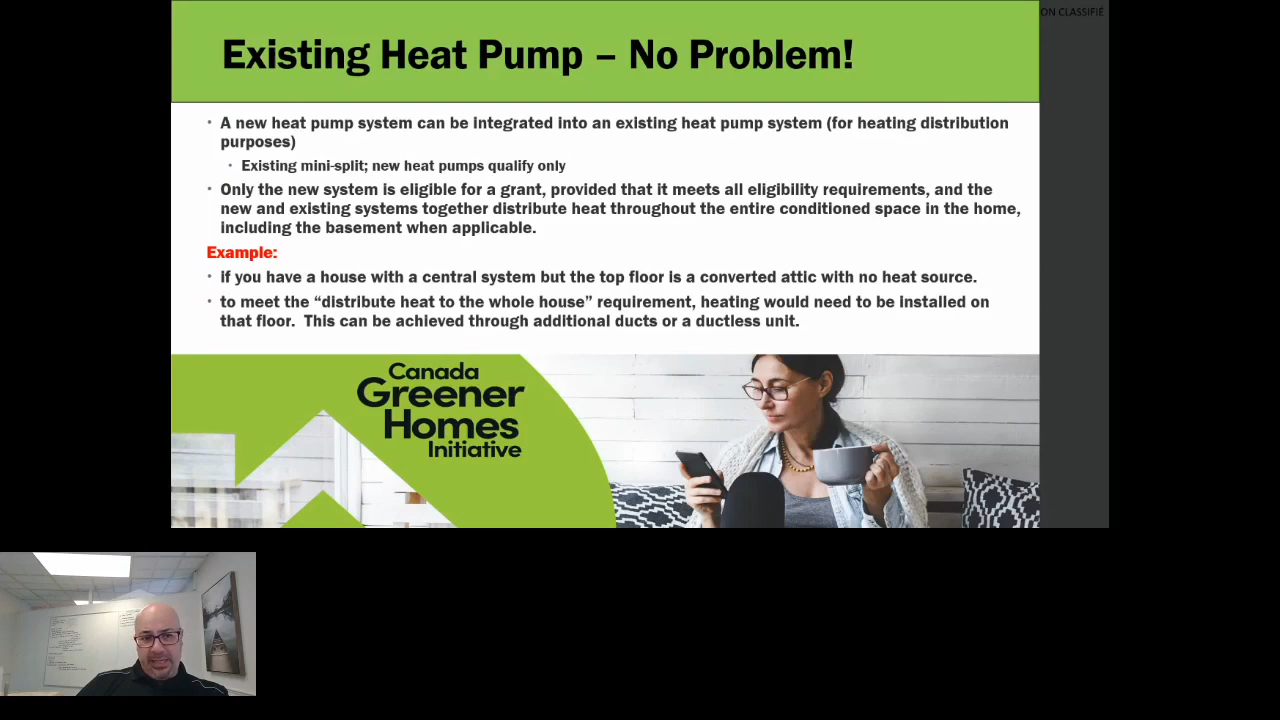 ON CLASSIFIÉ
Existing Heat Pump – No Problem!
• A new heat pump system can be integrated into an existing heat pump system (for heating distribution
purposes)
• Existing mini-split; new heat pumps qualify only
• Only the new system is eligible for a grant, provided that it meets all eligibility requirements, and the
new and existing systems together distribute heat throughout the entire conditioned space in the home,
including the basement when applicable.
Example:
• if you have a house with a central system but the top floor is a converted attic with no heat source.
• to meet the “distribute heat to the whole house” requirement, heating would need to be installed on
that floor.  This can be achieved through additional ducts or a ductless unit.
Canada
Greener
Homes
Initiative